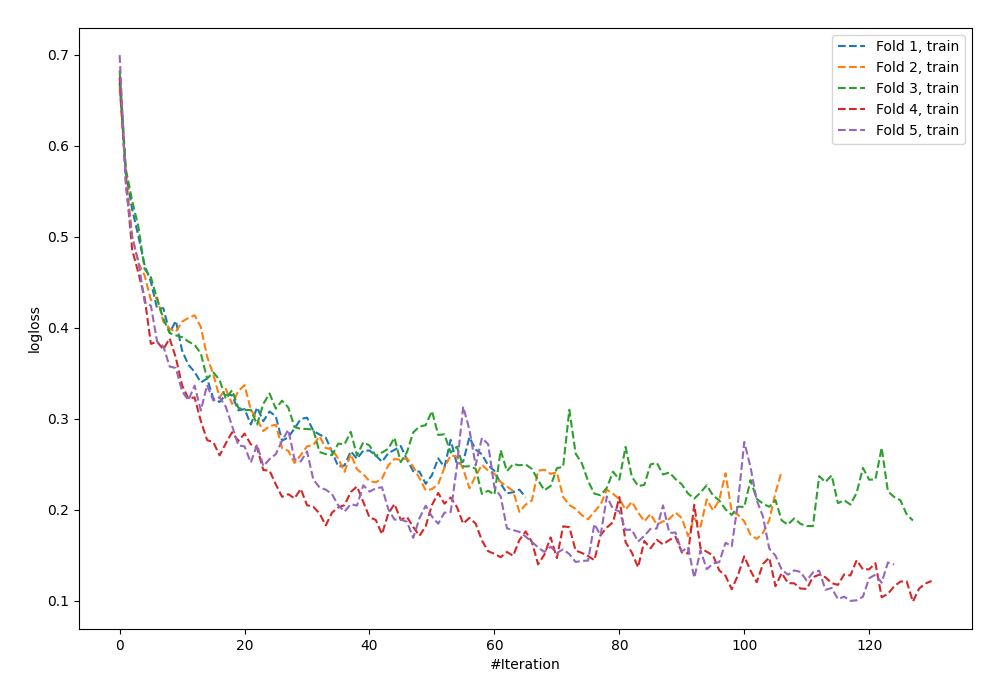 Fold 1, train
Fold 2, train
Fold 3, train
Fold 4, train
Fold 5, train
0.7
0.6
0.5
0.4
0.3
0.2
0.1
logloss
0 20 40 60 80 100 120
#Iteration